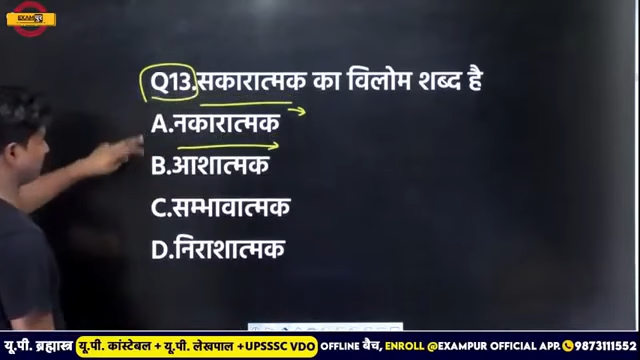 EXAMपुर
Q13.सकारात्मक का विलोम शब्द है
A.नकारात्मक
B.आशात्मक
C.सम्भावात्मक
D.निराशात्मक
यू.पी. ब्रह्मास्त्र यू.पी. कांस्टेबल + यू.पी. लेखपाल +UPSSSC VDO OFFLINE बैच, ENROLL @EXAMPUR OFFICIAL APP. 9873111552